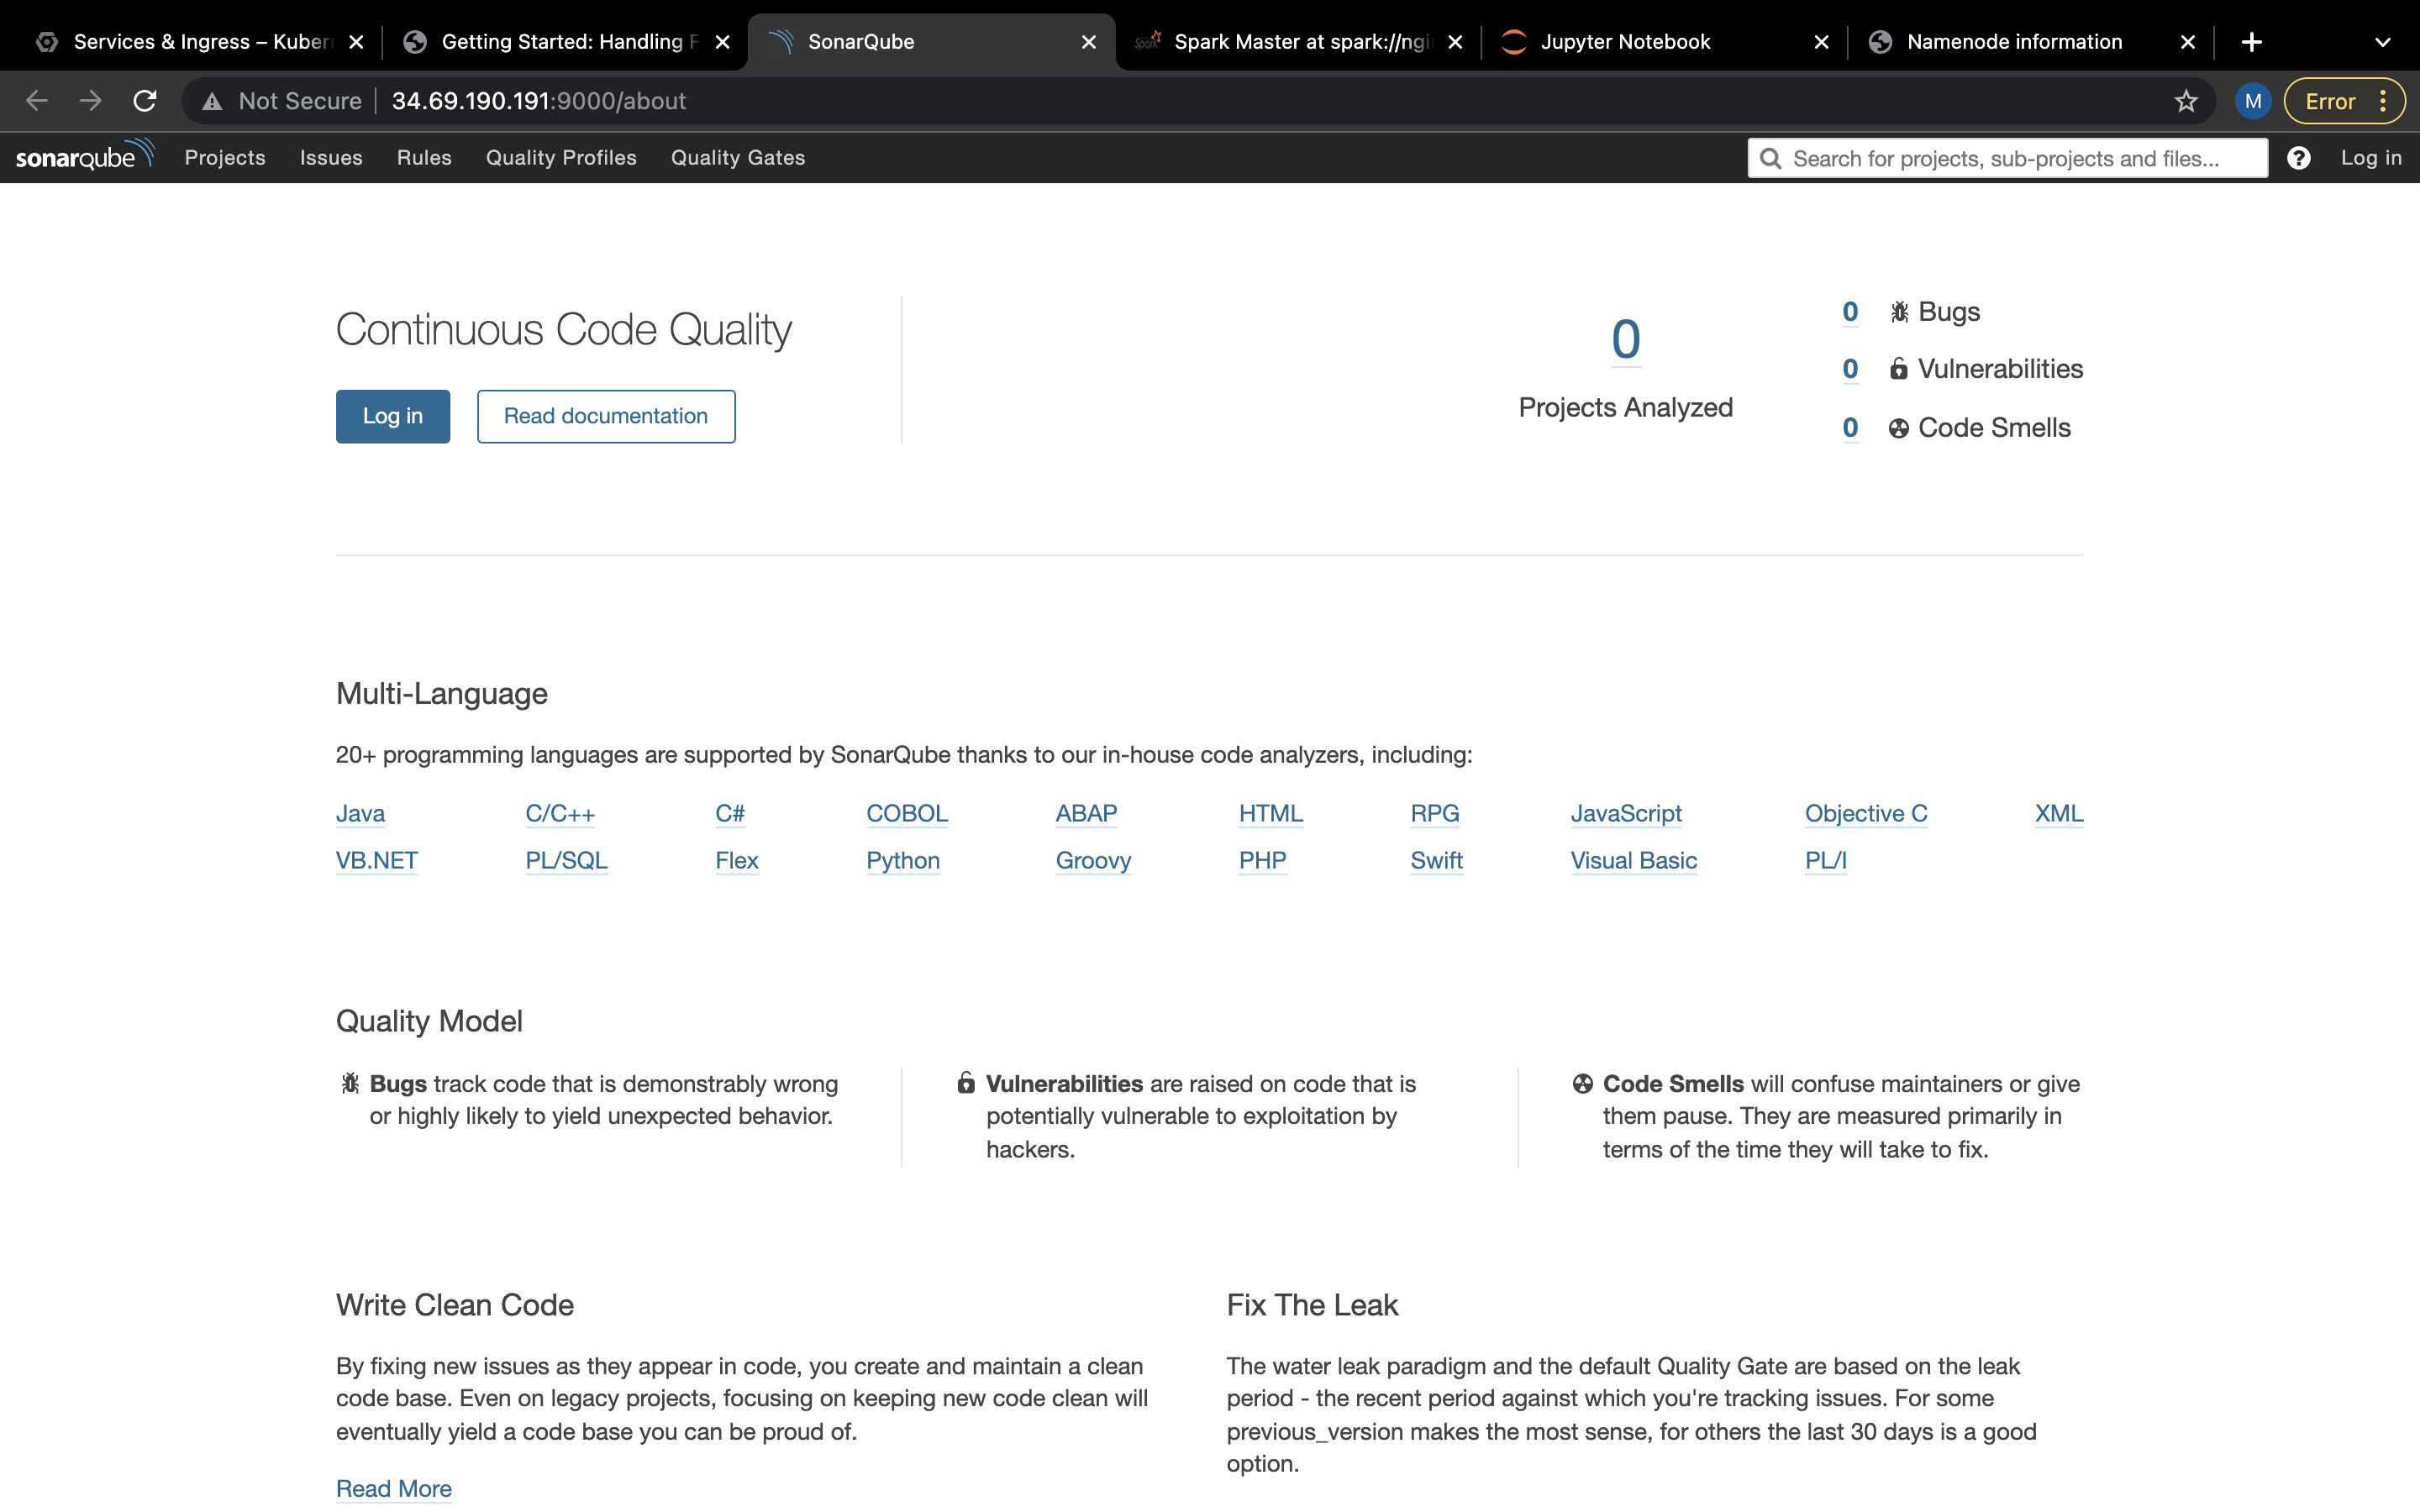 Services & Ingress – Kuber
Getting Started: Handling F
SonarQube
Spark Master at spark://ngi
Jupyter Notebook
Namenode information
Not Secure
34.69.190.191:9000/about
M
Error
sonarqube
Projects
Issues
Rules
Quality Profiles
Quality Gates
Search for projects, sub-projects and files...
Log in
Continuous Code Quality
Log in
Read documentation
0
Projects Analyzed
0 Bugs
0 Vulnerabilities
0 Code Smells
Multi-Language
20+ programming languages are supported by SonarQube thanks to our in-house code analyzers, including:
Java C/C++ C# COBOL ABAP HTML RPG JavaScript Objective C XML
VB.NET PL/SQL Flex Python Groovy PHP Swift Visual Basic PL/I
Quality Model
Bugs track code that is demonstrably wrong
or highly likely to yield unexpected behavior.
Vulnerabilities are raised on code that is
potentially vulnerable to exploitation by
hackers.
Code Smells will confuse maintainers or give
them pause. They are measured primarily in
terms of the time they will take to fix.
Write Clean Code
By fixing new issues as they appear in code, you create and maintain a clean
code base. Even on legacy projects, focusing on keeping new code clean will
eventually yield a code base you can be proud of.
Read More
Fix The Leak
The water leak paradigm and the default Quality Gate are based on the leak
period - the recent period against which you're tracking issues. For some
previous_version makes the most sense, for others the last 30 days is a good
option.